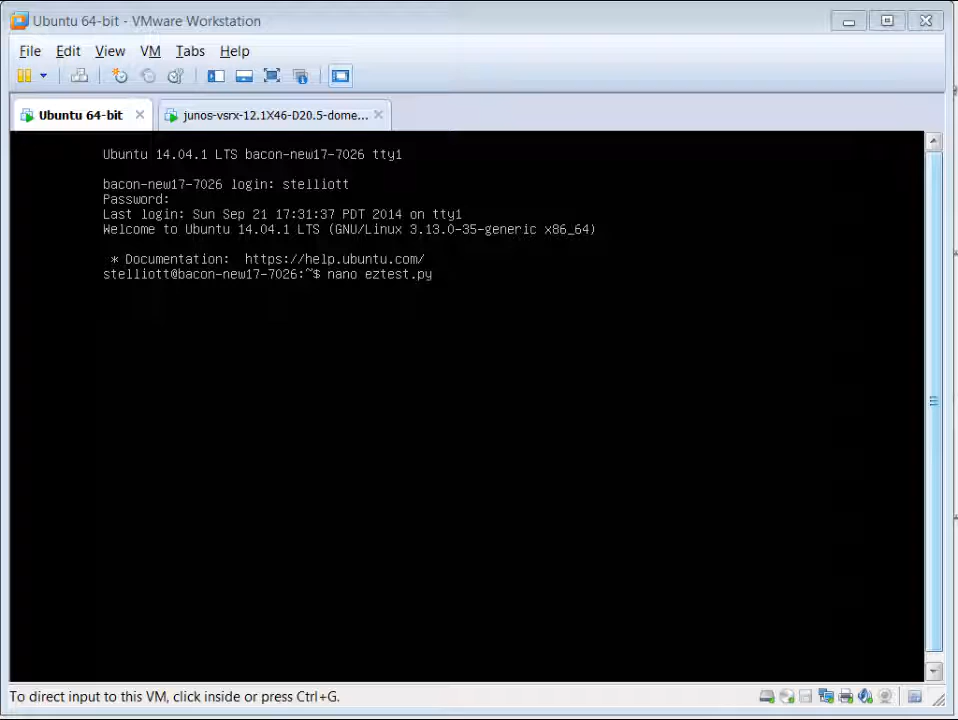 Ubuntu 64-bit - VMware Workstation
File Edit View VM Tabs Help
Ubuntu 64-bit junos-vsrx-12.1X46-D20.5-dome...
Ubuntu 14.04.1 LTS bacon-new17-7026 tty1
bacon-new17-7026 login: stelliott
Password:
Last login: Sun Sep 21 17:31:37 PDT 2014 on tty1
Welcome to Ubuntu 14.04.1 LTS (GNU/Linux 3.13.0-35-generic x86_64)
* Documentation: https://help.ubuntu.com/
stelliott@bacon-new17-7026:~$ nano eztest.py
To direct input to this VM, click inside or press Ctrl+G.